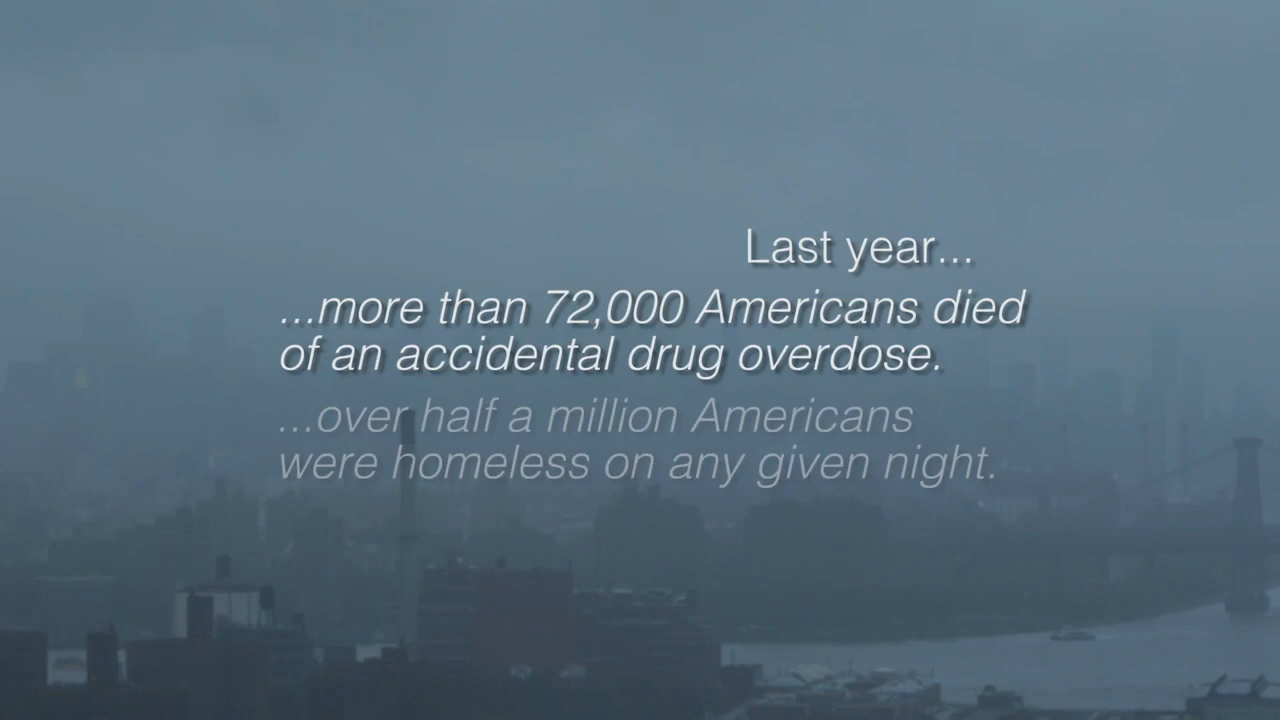 Last year...
...more than 72,000 Americans died
of an accidental drug overdose.
...over half a million Americans
were homeless on any given night.